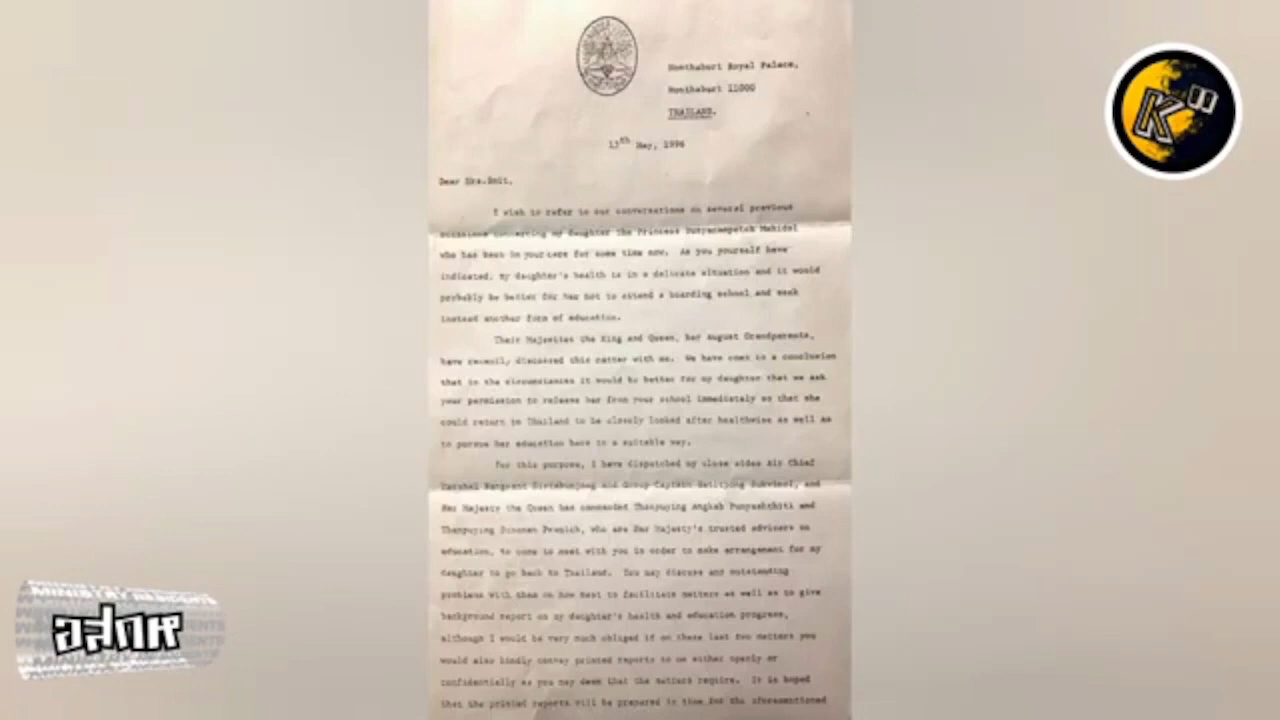 Nonthaburi Royal Palace,
Nonthaburi 11000
THAILAND.
May, 1996
Dear
I wish to refer to our conversations on several previous
occasions concerning my daughter the Princess Mahidol
who has been in your care for some time now. As you yourself have
indicated, my daughter's health is in a delicate situation and it would
probably be better for her not to attend a boarding school and seek
instead another form of education.
Their Majesties the King and Queen, her august Grandparents,
have recently discussed this matter with me. We have come to a conclusion
that in the circumstances it would be better for my daughter that we ask
your permission to release her from your school immediately so that she
could return to Thailand to be closely looked after healthwise as well as
to pursue her education here in a suitable way.
For this purpose, I have dispatched my close aides Air Chief
Marshal and Group Captain and
Her Majesty the Queen has commanded Thanpuying Angkab and
Thanpuying who are Her Majesty's trusted advisers on
education, to come to meet with you in order to make arrangement for my
daughter to go back to Thailand. You may discuss any outstanding
problems with them on how best to facilitate matters as well as to give
background report on my daughter's health and education progress,
although I would be very much obliged if on these last two matters you
would also kindly convey printed reports to me either openly or
confidentially as you may deem that the matters require. It is hoped
that the printed reports will be prepared in time for the aforementioned
K"